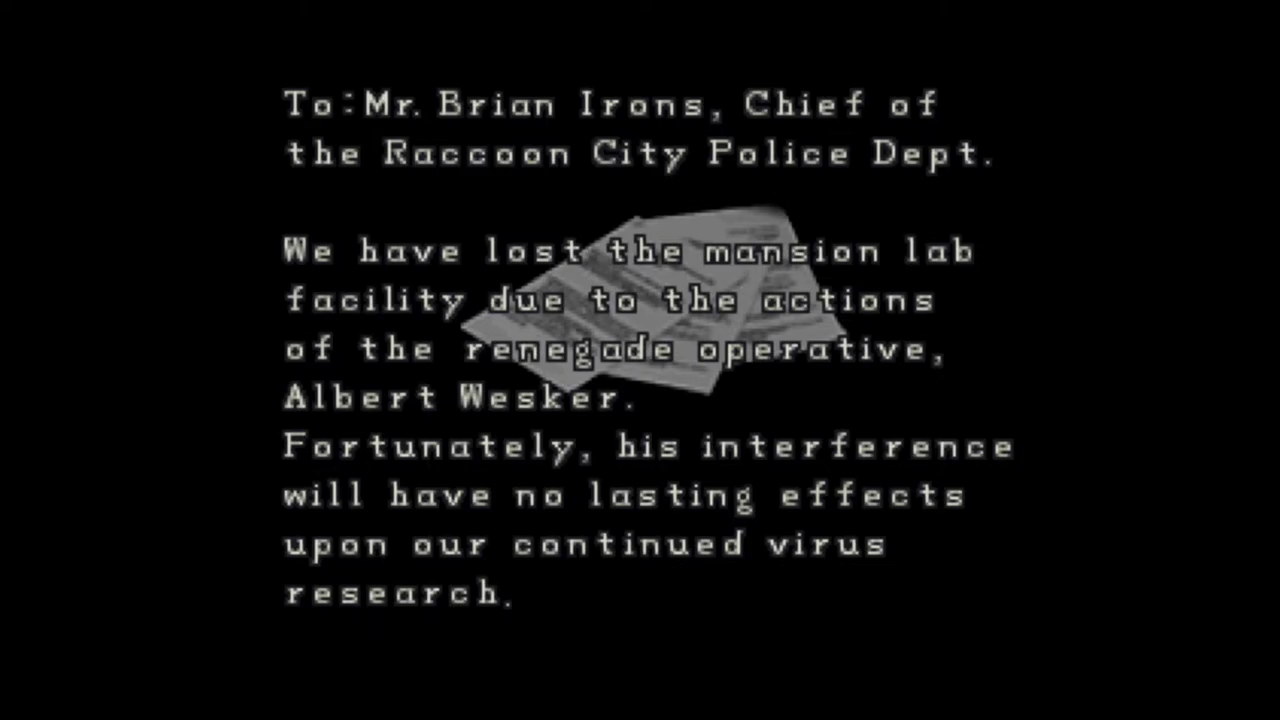 To:Mr. Brian Irons, Chief of
the Raccoon City Police Dept.
We have lost the mansion lab
facility due to the actions
of the renegade operative,
Albert Wesker.
Fortunately, his interference
will have no lasting effects
upon our continued virus
research.